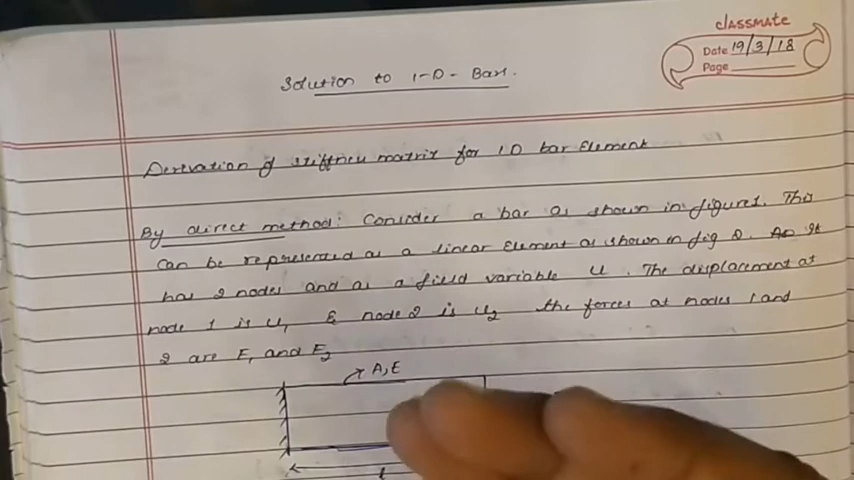 classmate
Date 19/3/18
Page
Solution to 1-D- Bar.
Derivation of stiffness matrix for 1D bar Element
By direct method: Consider a bar as shown in figure 1. This
can be represented as a linear Element as shown in fig 2. It
has 2 nodes and as a field variable u. The displacement at
node 1 is u1 & node 2 is u2 the forces at nodes 1 and
2 are F1 and F2
A,E
l